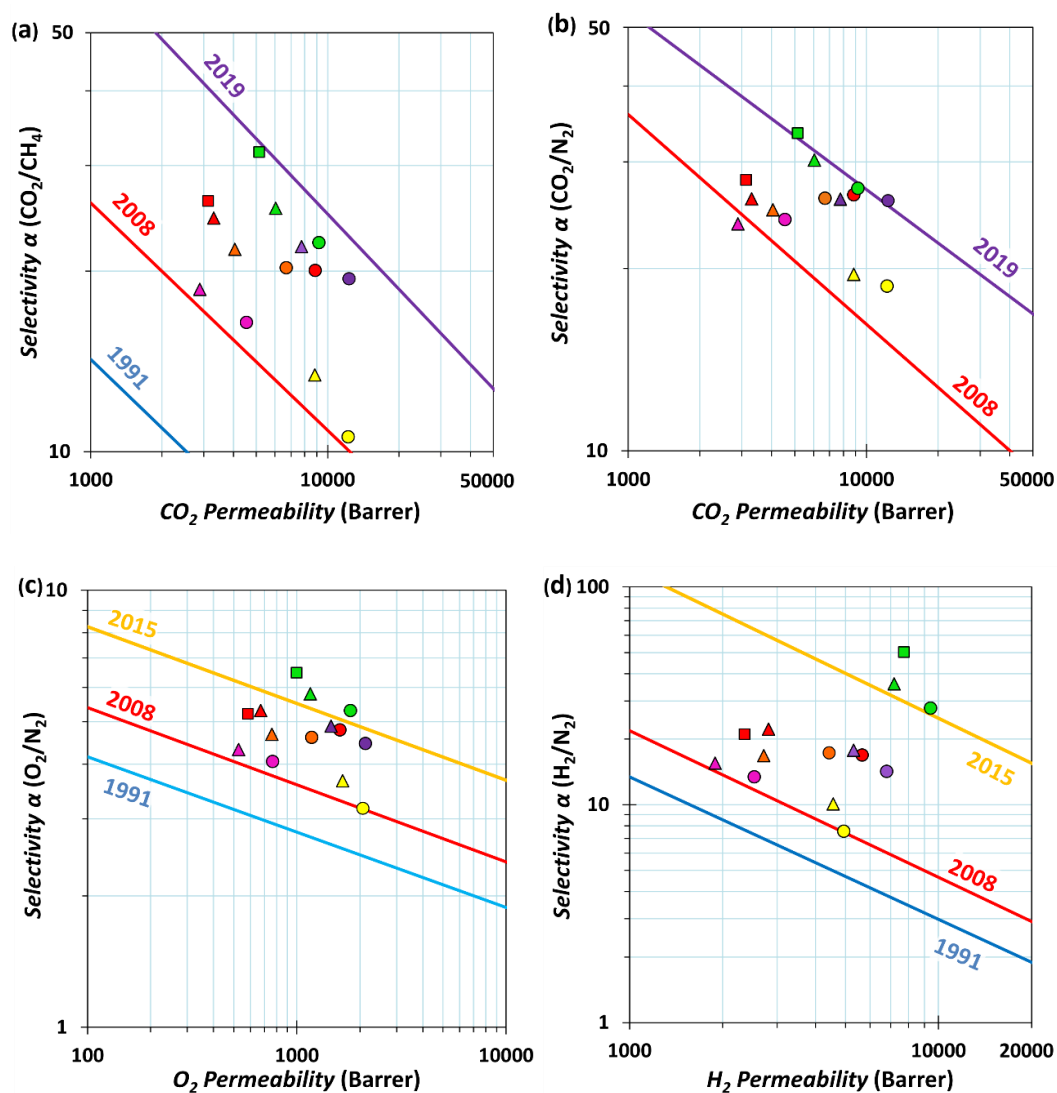 (a)
50
2019
2008
1991
10
1000
10000
50000
Selectivity α (CO₂/CH₄)
CO₂ Permeability (Barrer)
(b)
50
2019
2008
10
1000
10000
50000
Selectivity α (CO₂/N₂)
CO₂ Permeability (Barrer)
(c)
10
2015
2008
1991
1
100
1000
10000
Selectivity α (O₂/N₂)
O₂ Permeability (Barrer)
(d)
100
2015
10
2008
1991
1
1000
10000
20000
Selectivity α (H₂/N₂)
H₂ Permeability (Barrer)